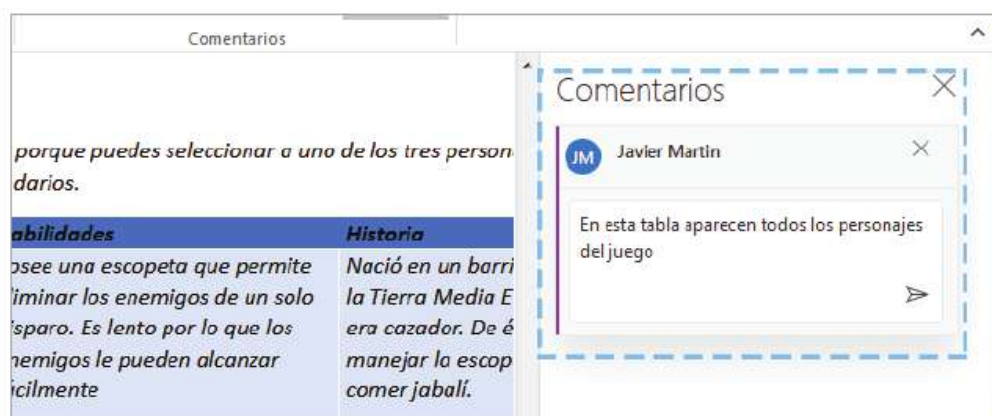 Comentarios
porque puedes seleccionar a uno de los tres person
darios.
abilidades Historia
osee una escopeta que permite Nació en un barri
liminar los enemigos de un solo la Tierra Media E
isparo. Es lento por lo que los era cazador. De é
nemigos le pueden alcanzar manejar la escop
ácilmente comer jabalí.
Comentarios
JM Javier Martin
En esta tabla aparecen todos los personajes
del juego